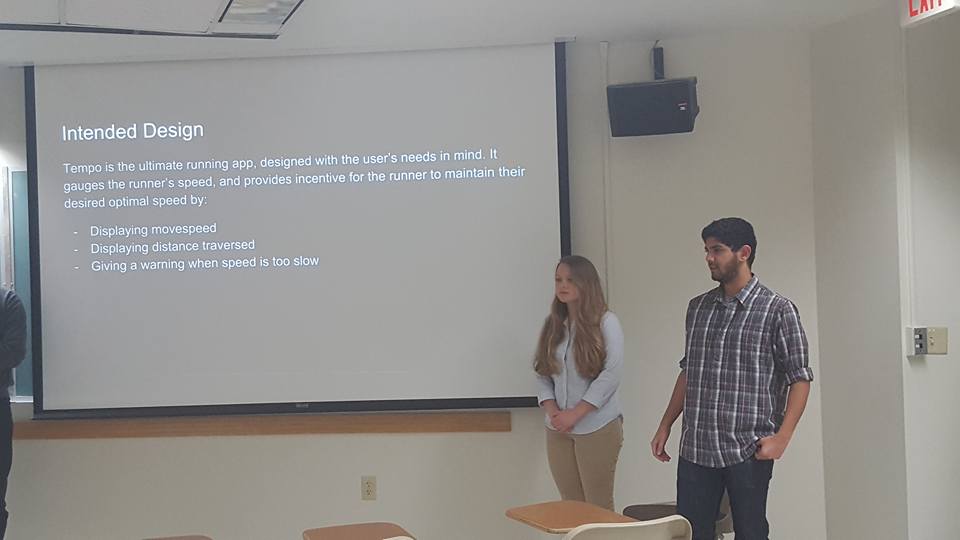 EXIT
Intended Design
Tempo is the ultimate running app, designed with the user's needs in mind. It
gauges the runner's speed, and provides incentive for the runner to maintain their
desired optimal speed by:
- Displaying movespeed
- Displaying distance traversed
- Giving a warning when speed is too slow